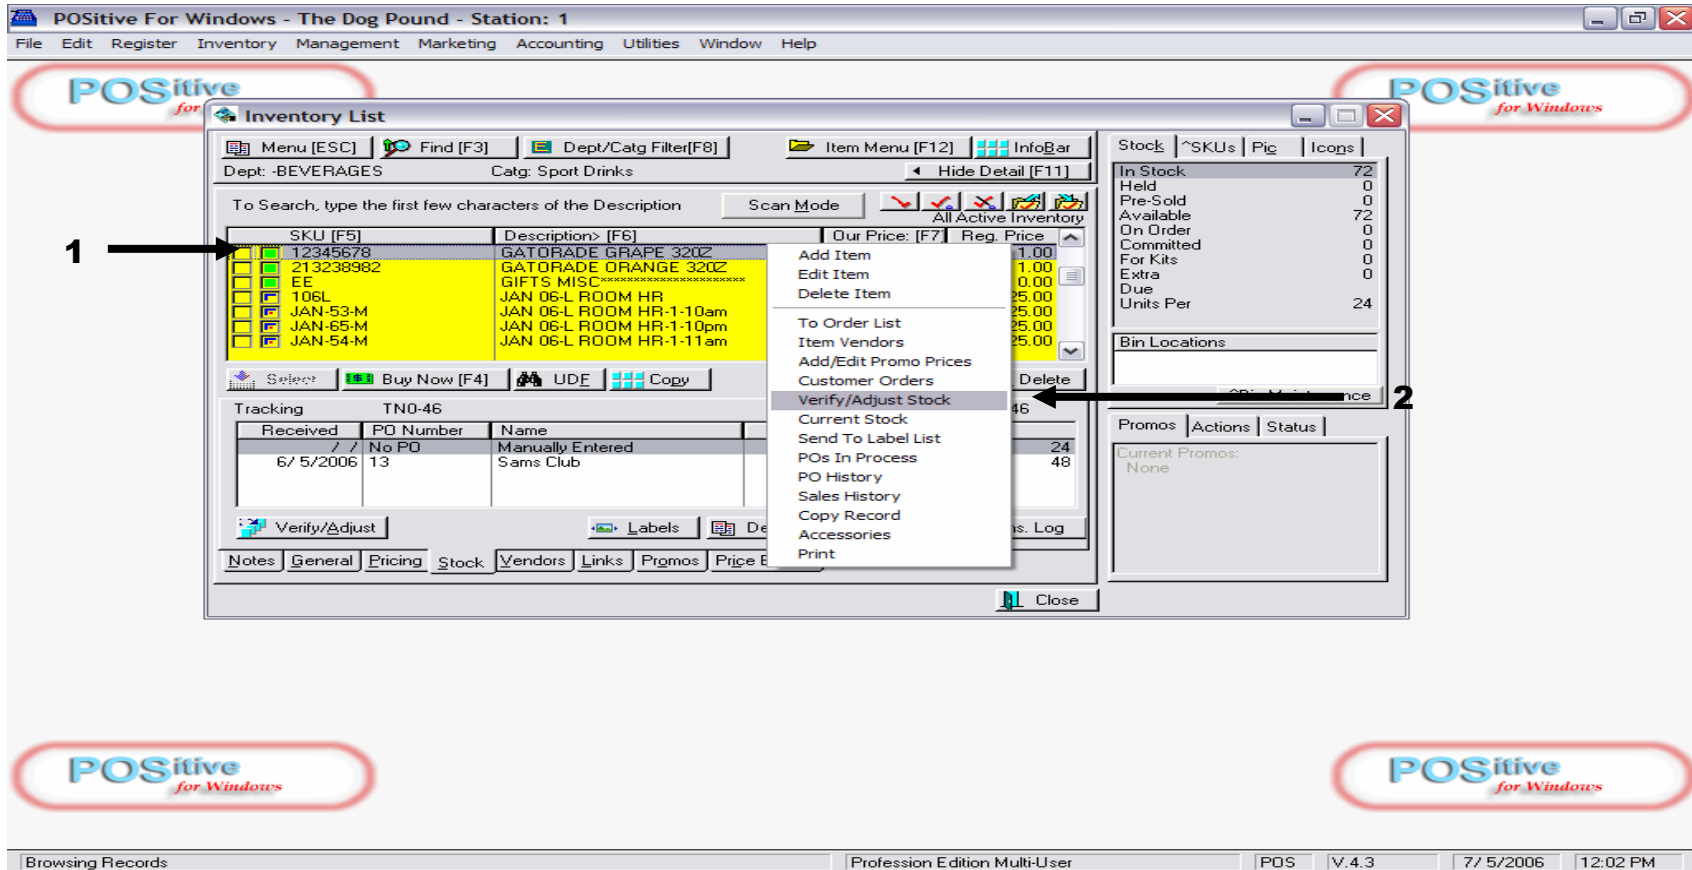 POSitive For Windows - The Dog Pound - Station: 1
File Edit Register Inventory Management Marketing Accounting Utilities Window Help
POSitive
for
POSitive
for Windows
Inventory List
Menu [ESC] Find [F3] Dept/Catg Filter[F8] Item Menu [F12] InfoBar
Dept: -BEVERAGES Catg: Sport Drinks Hide Detail [F11]
To Search, type the first few characters of the Description Scan Mode
All Active Inventory
SKU [F5] Description> [F6] Our Price: [F7] Reg. Price
1
12345678 GATORADE GRAPE 32OZ 1.00
213238982 GATORADE ORANGE 32OZ 1.00
EE GIFTS MISC******************** 0.00
106L JAN 06-L ROOM HR 25.00
JAN-53-M JAN 06-L ROOM HR-1-10am 25.00
JAN-65-M JAN 06-L ROOM HR-1-10pm 25.00
JAN-54-M JAN 06-L ROOM HR-1-11am 25.00
Select Buy Now [F4] UDF Copy Delete
Tracking TN0-46 46
Received PO Number Name
/ / No PO Manually Entered 24
6/ 5/2006 13 Sams Club 48
Verify/Adjust Labels De ns. Log
Notes General Pricing Stock Vendors Links Promos Price B
Close
Add Item
Edit Item
Delete Item
To Order List
Item Vendors
Add/Edit Promo Prices
Customer Orders
Verify/Adjust Stock
Current Stock
Send To Label List
POs In Process
PO History
Sales History
Copy Record
Accessories
Print
2
Stock ^SKUs Pic Icons
In Stock 72
Held 0
Pre-Sold 0
Available 72
On Order 0
Committed 0
For Kits 0
Extra 0
Due
Units Per 24
Bin Locations
^Bin Maintenance
Promos Actions Status
Current Promos:
None
POSitive
for Windows
POSitive
for Windows
Browsing Records Profession Edition Multi-User POS V.4.3 7/ 5/2006 12:02 PM